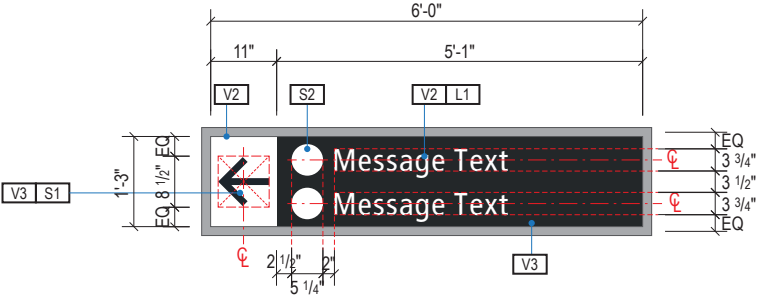 6'-0"
11" 5'-1"
V2 S2 V2 L1
EQ EQ
Message Text ℄ 3 3/4"
V3 S1 1'-3" 8 1/2" 3 1/2"
Message Text ℄ 3 3/4"
EQ EQ
℄ 2 1/2" 2" V3
5 1/4"